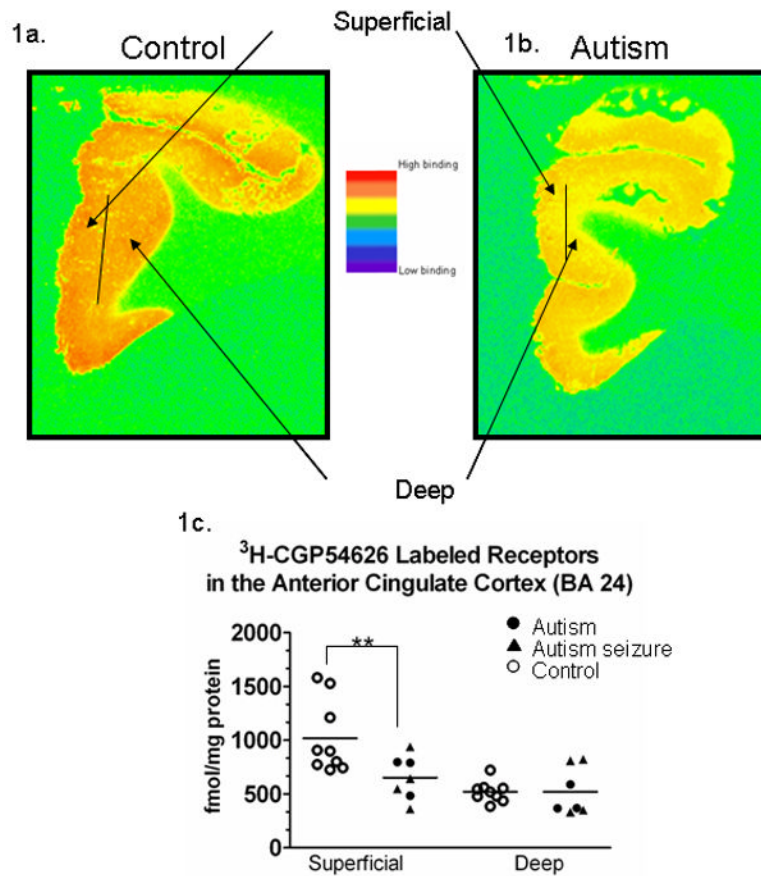 1a.
Control
Superficial
1b.
Autism
High binding
Low binding
Deep
1c.
³H-CGP54626 Labeled Receptors
in the Anterior Cingulate Cortex (BA 24)
fmol/mg protein
2000
1500
1000
500
0
**
Autism
Autism seizure
Control
Superficial
Deep